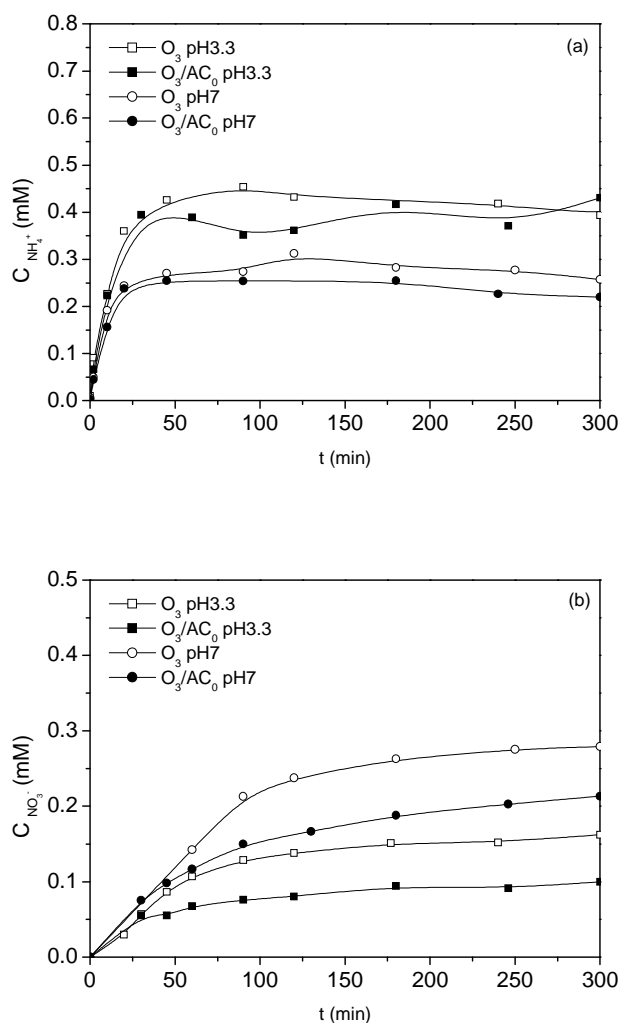 (a)
O₃ pH3.3
O₃/AC₀ pH3.3
O₃ pH7
O₃/AC₀ pH7
C NH₄⁺ (mM)
0.8
0.7
0.6
0.5
0.4
0.3
0.2
0.1
0.0
0 50 100 150 200 250 300
t (min)
(b)
O₃ pH3.3
O₃/AC₀ pH3.3
O₃ pH7
O₃/AC₀ pH7
C NO₃⁻ (mM)
0.5
0.4
0.3
0.2
0.1
0.0
0 50 100 150 200 250 300
t (min)